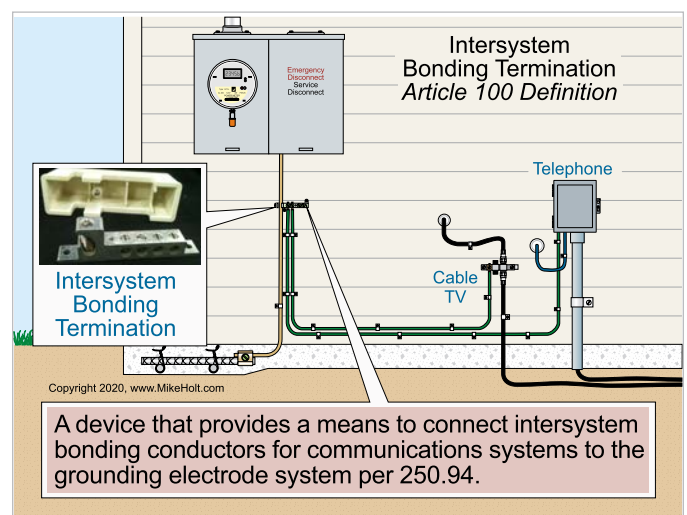 Intersystem
Bonding Termination
Article 100 Definition
Emergency
Disconnect
Service
Disconnect
Telephone
Cable
TV
Intersystem
Bonding
Termination
Copyright 2020, www.MikeHolt.com
A device that provides a means to connect intersystem
bonding conductors for communications systems to the
grounding electrode system per 250.94.